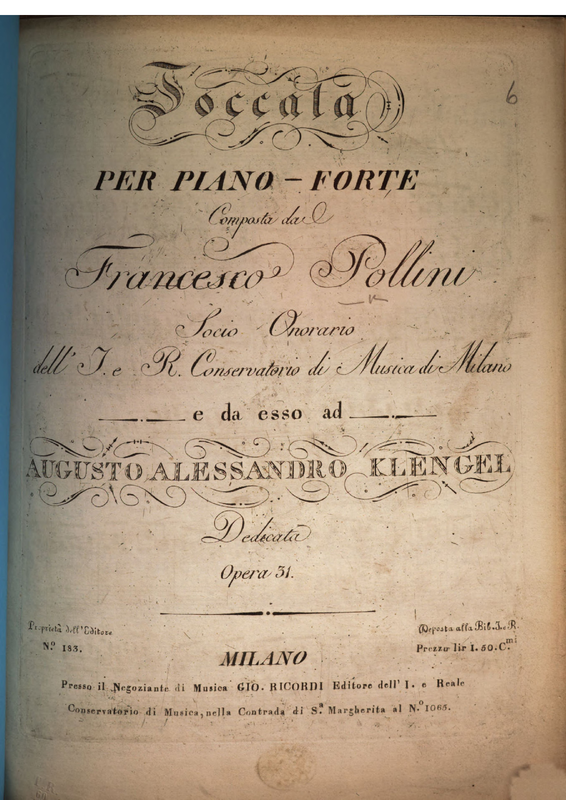 6
Toccata
PER PIANO - FORTE
Composta da
Francesco Pollini
Socio Onorario
dell' I. e R. Conservatorio di Musica di Milano
e da esso ad
AUGUSTO ALESSANDRO KLENGEL
Dedicata
Opera 31.
Proprietà dell'Editore
N.º 183.
Deposta alla Bib. I. e R.
Prezzo lir 1. 50. C.mi
MILANO
Presso il Negoziante di Musica GIO. RICORDI Editore dell' I. e Reale
Conservatorio di Musica, nella Contrada di S.ª Margherita al N.º 1065.